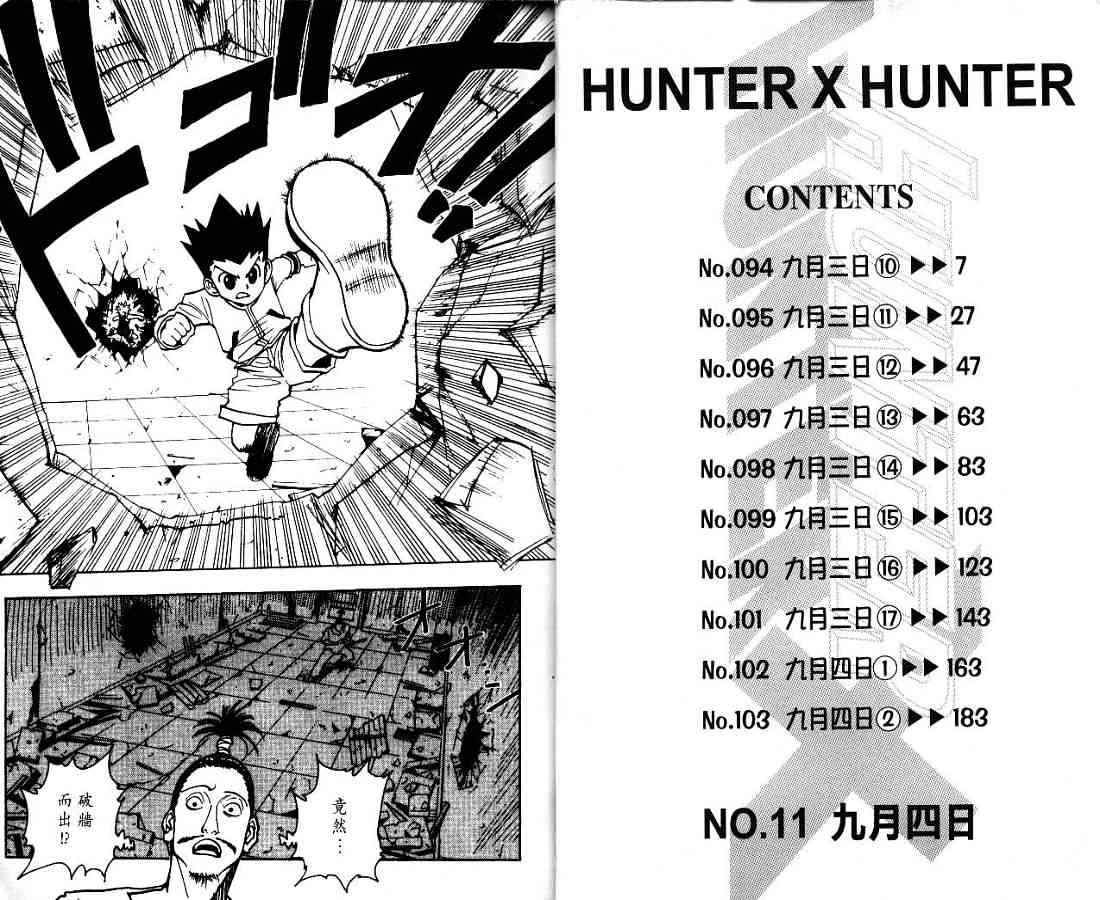 HUNTER X HUNTER
CONTENTS
No.094 九月三日⑩ ▶▶ 7
No.095 九月三日⑪ ▶▶ 27
No.096 九月三日⑫ ▶▶ 47
No.097 九月三日⑬ ▶▶ 63
No.098 九月三日⑭ ▶▶ 83
No.099 九月三日⑮ ▶▶ 103
No.100 九月三日⑯ ▶▶ 123
No.101 九月三日⑰ ▶▶ 143
No.102 九月四日① ▶▶ 163
No.103 九月四日② ▶▶ 183
NO.11 九月四日
ドゴオ
オオ
竟然…
破牆
而出!?